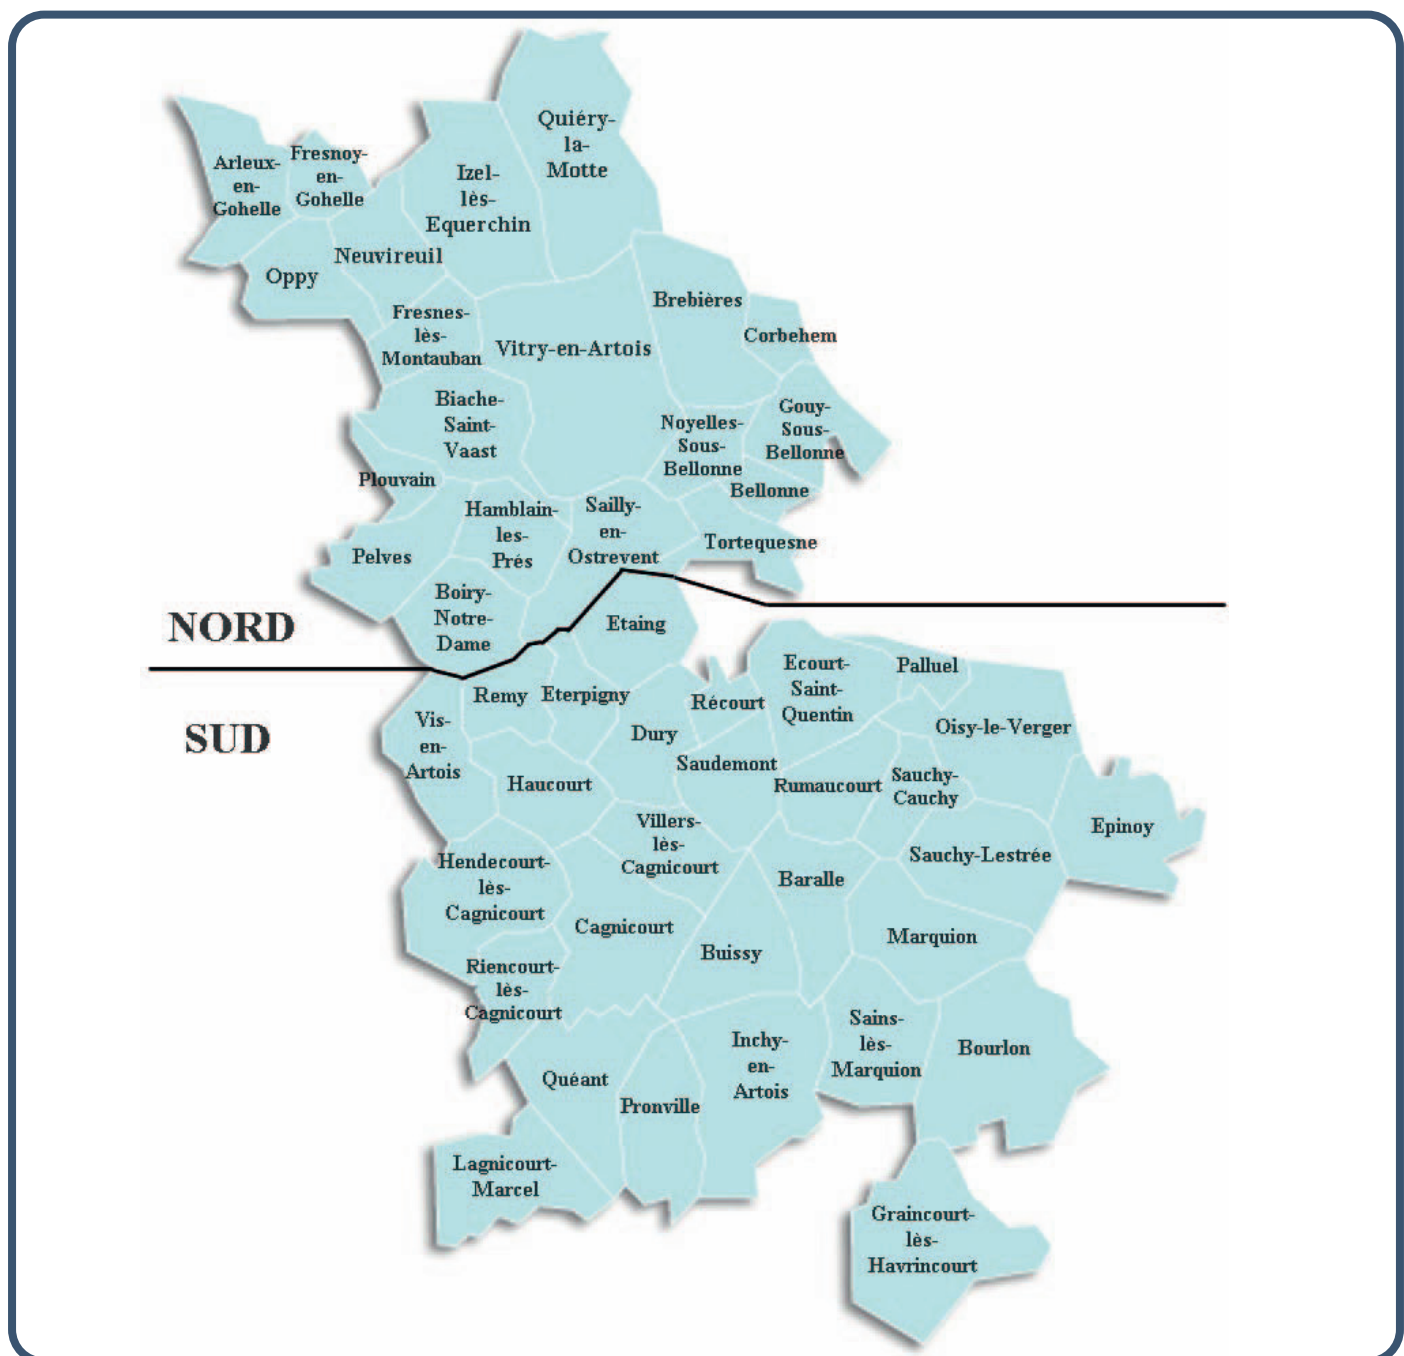 Quiéry-
la-
Motte
Arleux-
en-
Gohelle
Fresnoy-
en-
Gohelle
Izel-
lès-
Equerchin
Neuvireuil
Oppy
Brebières
Fresnes-
lès-
Montauban
Vitry-en-Artois
Corbehem
Biache-
Saint-
Vaast
Noyelles-
Sous-
Bellonne
Gouy-
Sous-
Bellonne
Plouvain
Bellonne
Hamblain-
les-
Prés
Sailly-
en-
Ostrevent
Tortequesne
Pelves
Boiry-
Notre-
Dame
NORD
Etaing
SUD
Vis-
en-
Artois
Remy
Eterpigny
Récourt
Ecourt-
Saint-
Quentin
Palluel
Dury
Oisy-le-Verger
Saudemont
Haucourt
Rumaucourt
Sauchy-
Cauchy
Villers-
lès-
Cagnicourt
Epinoy
Hendecourt-
lès-
Cagnicourt
Baralle
Sauchy-Lestrée
Cagnicourt
Buissy
Marquion
Riencourt-
lès-
Cagnicourt
Inchy-
en-
Artois
Sains-
lès-
Marquion
Bourlon
Quéant
Pronville
Lagnicourt-
Marcel
Graincourt-
lès-
Havrincourt